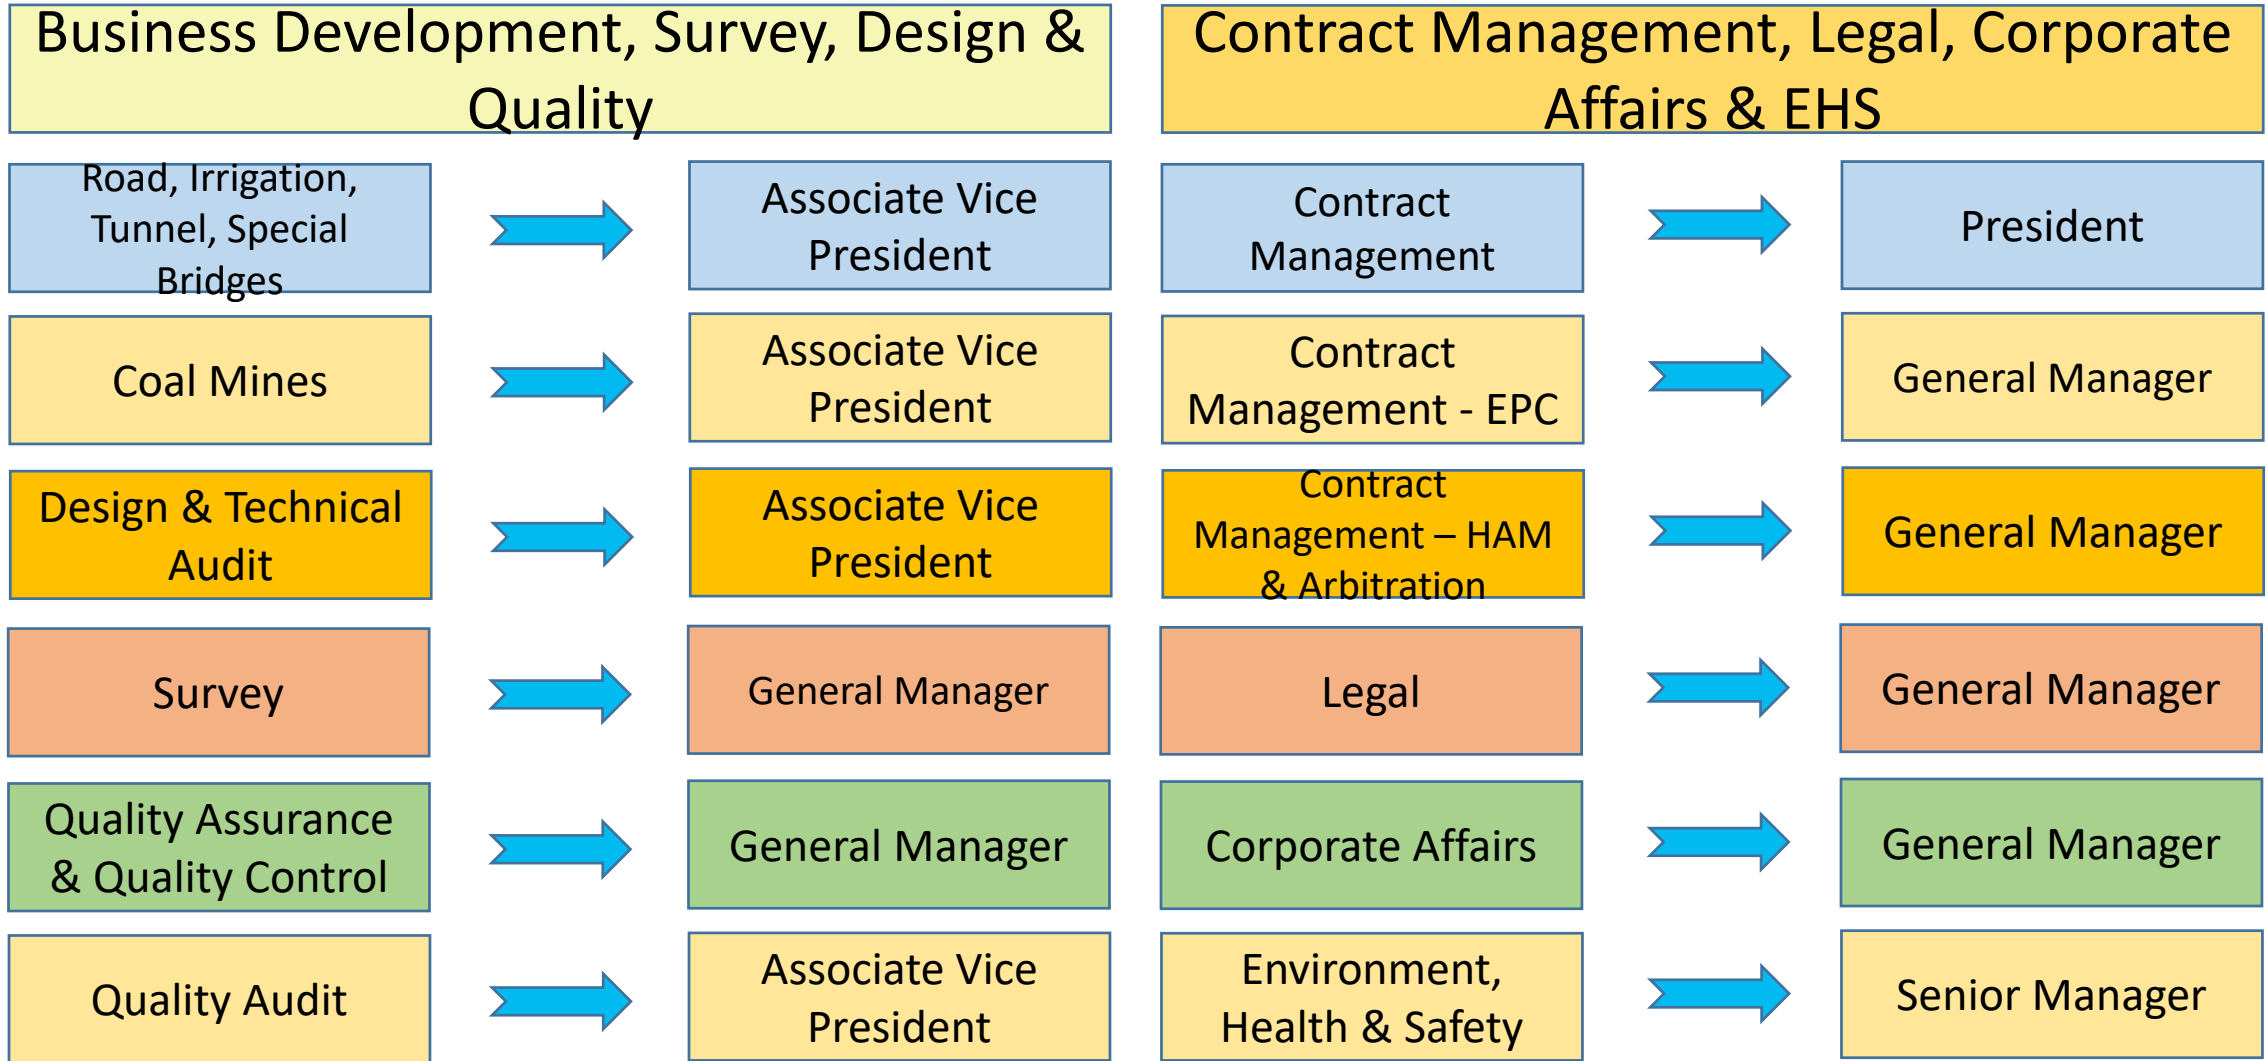 Business Development, Survey, Design &
Quality
Road, Irrigation,
Tunnel, Special
Bridges
Associate Vice
President
Coal Mines
Associate Vice
President
Design & Technical
Audit
Associate Vice
President
Survey
General Manager
Quality Assurance
& Quality Control
General Manager
Quality Audit
Associate Vice
President
Contract Management, Legal, Corporate
Affairs & EHS
Contract
Management
President
Contract
Management - EPC
General Manager
Contract
Management – HAM
& Arbitration
General Manager
Legal
General Manager
Corporate Affairs
General Manager
Environment,
Health & Safety
Senior Manager